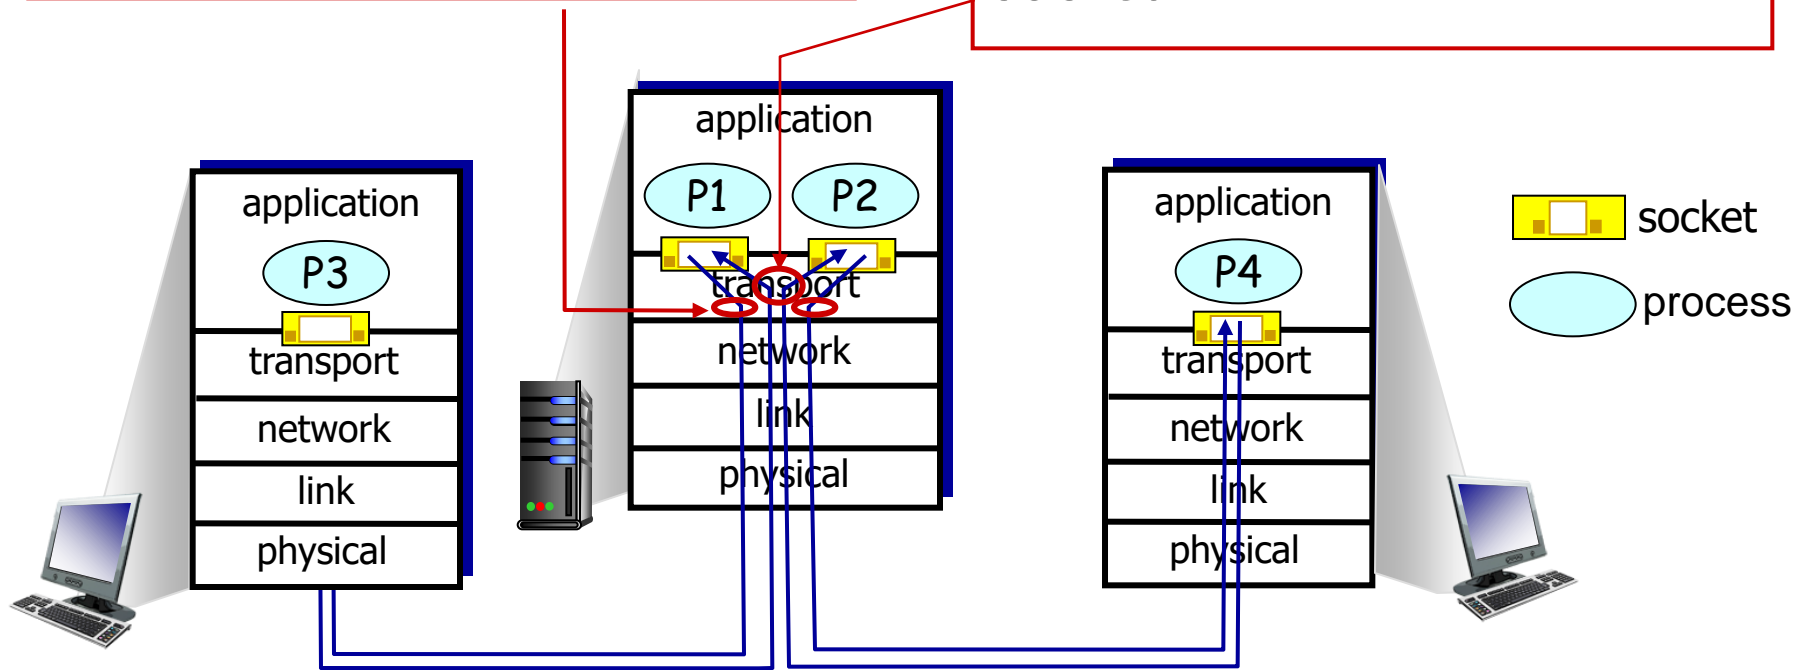 application
P1
P2
transport
network
link
physical
application
P3
transport
network
link
physical
application
P4
transport
network
link
physical
socket
process